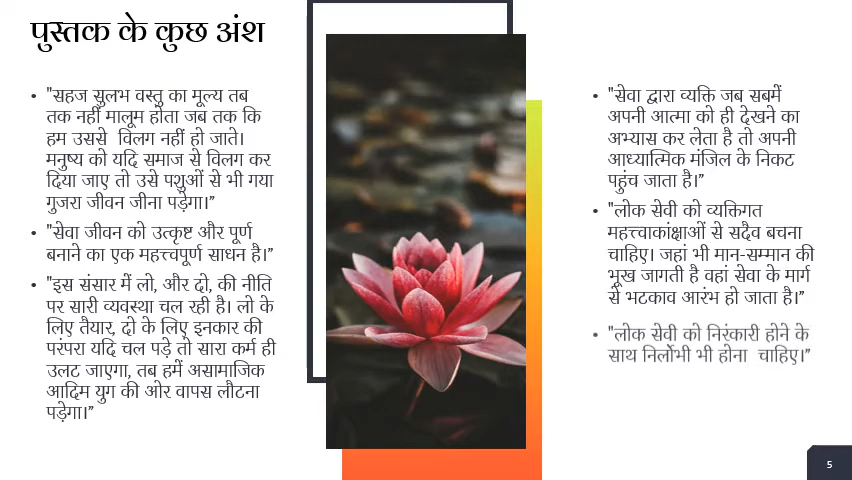 पुस्तक के कुछ अंश
• "सहज सुलभ वस्तु का मूल्य तब
तक नहीं मालूम होता जब तक कि
हम उससे विलग नहीं हो जाते।
मनुष्य को यदि समाज से विलग कर
दिया जाए तो उसे पशुओं से भी गया
गुजरा जीवन जीना पड़ेगा।”
• "सेवा जीवन को उत्कृष्ट और पूर्ण
बनाने का एक महत्त्वपूर्ण साधन है।”
• "इस संसार में लो, और दो, की नीति
पर सारी व्यवस्था चल रही है। लो के
लिए तैयार, दो के लिए इनकार की
परंपरा यदि चल पड़े तो सारा कर्म ही
उलट जाएगा, तब हमें असामाजिक
आदिम युग की ओर वापस लौटना
पड़ेगा।”
• "सेवा द्वारा व्यक्ति जब सबमें
अपनी आत्मा को ही देखने का
अभ्यास कर लेता है तो अपनी
आध्यात्मिक मंजिल के निकट
पहुंच जाता है।”
• "लोक सेवी को व्यक्तिगत
महत्त्वाकांक्षाओं से सदैव बचना
चाहिए। जहां भी मान-सम्मान की
भूख जागती है वहां सेवा के मार्ग
से भटकाव आरंभ हो जाता है।”
• "लोक सेवी को निरंकारी होने के
साथ निर्लोभी भी होना चाहिए।”
5